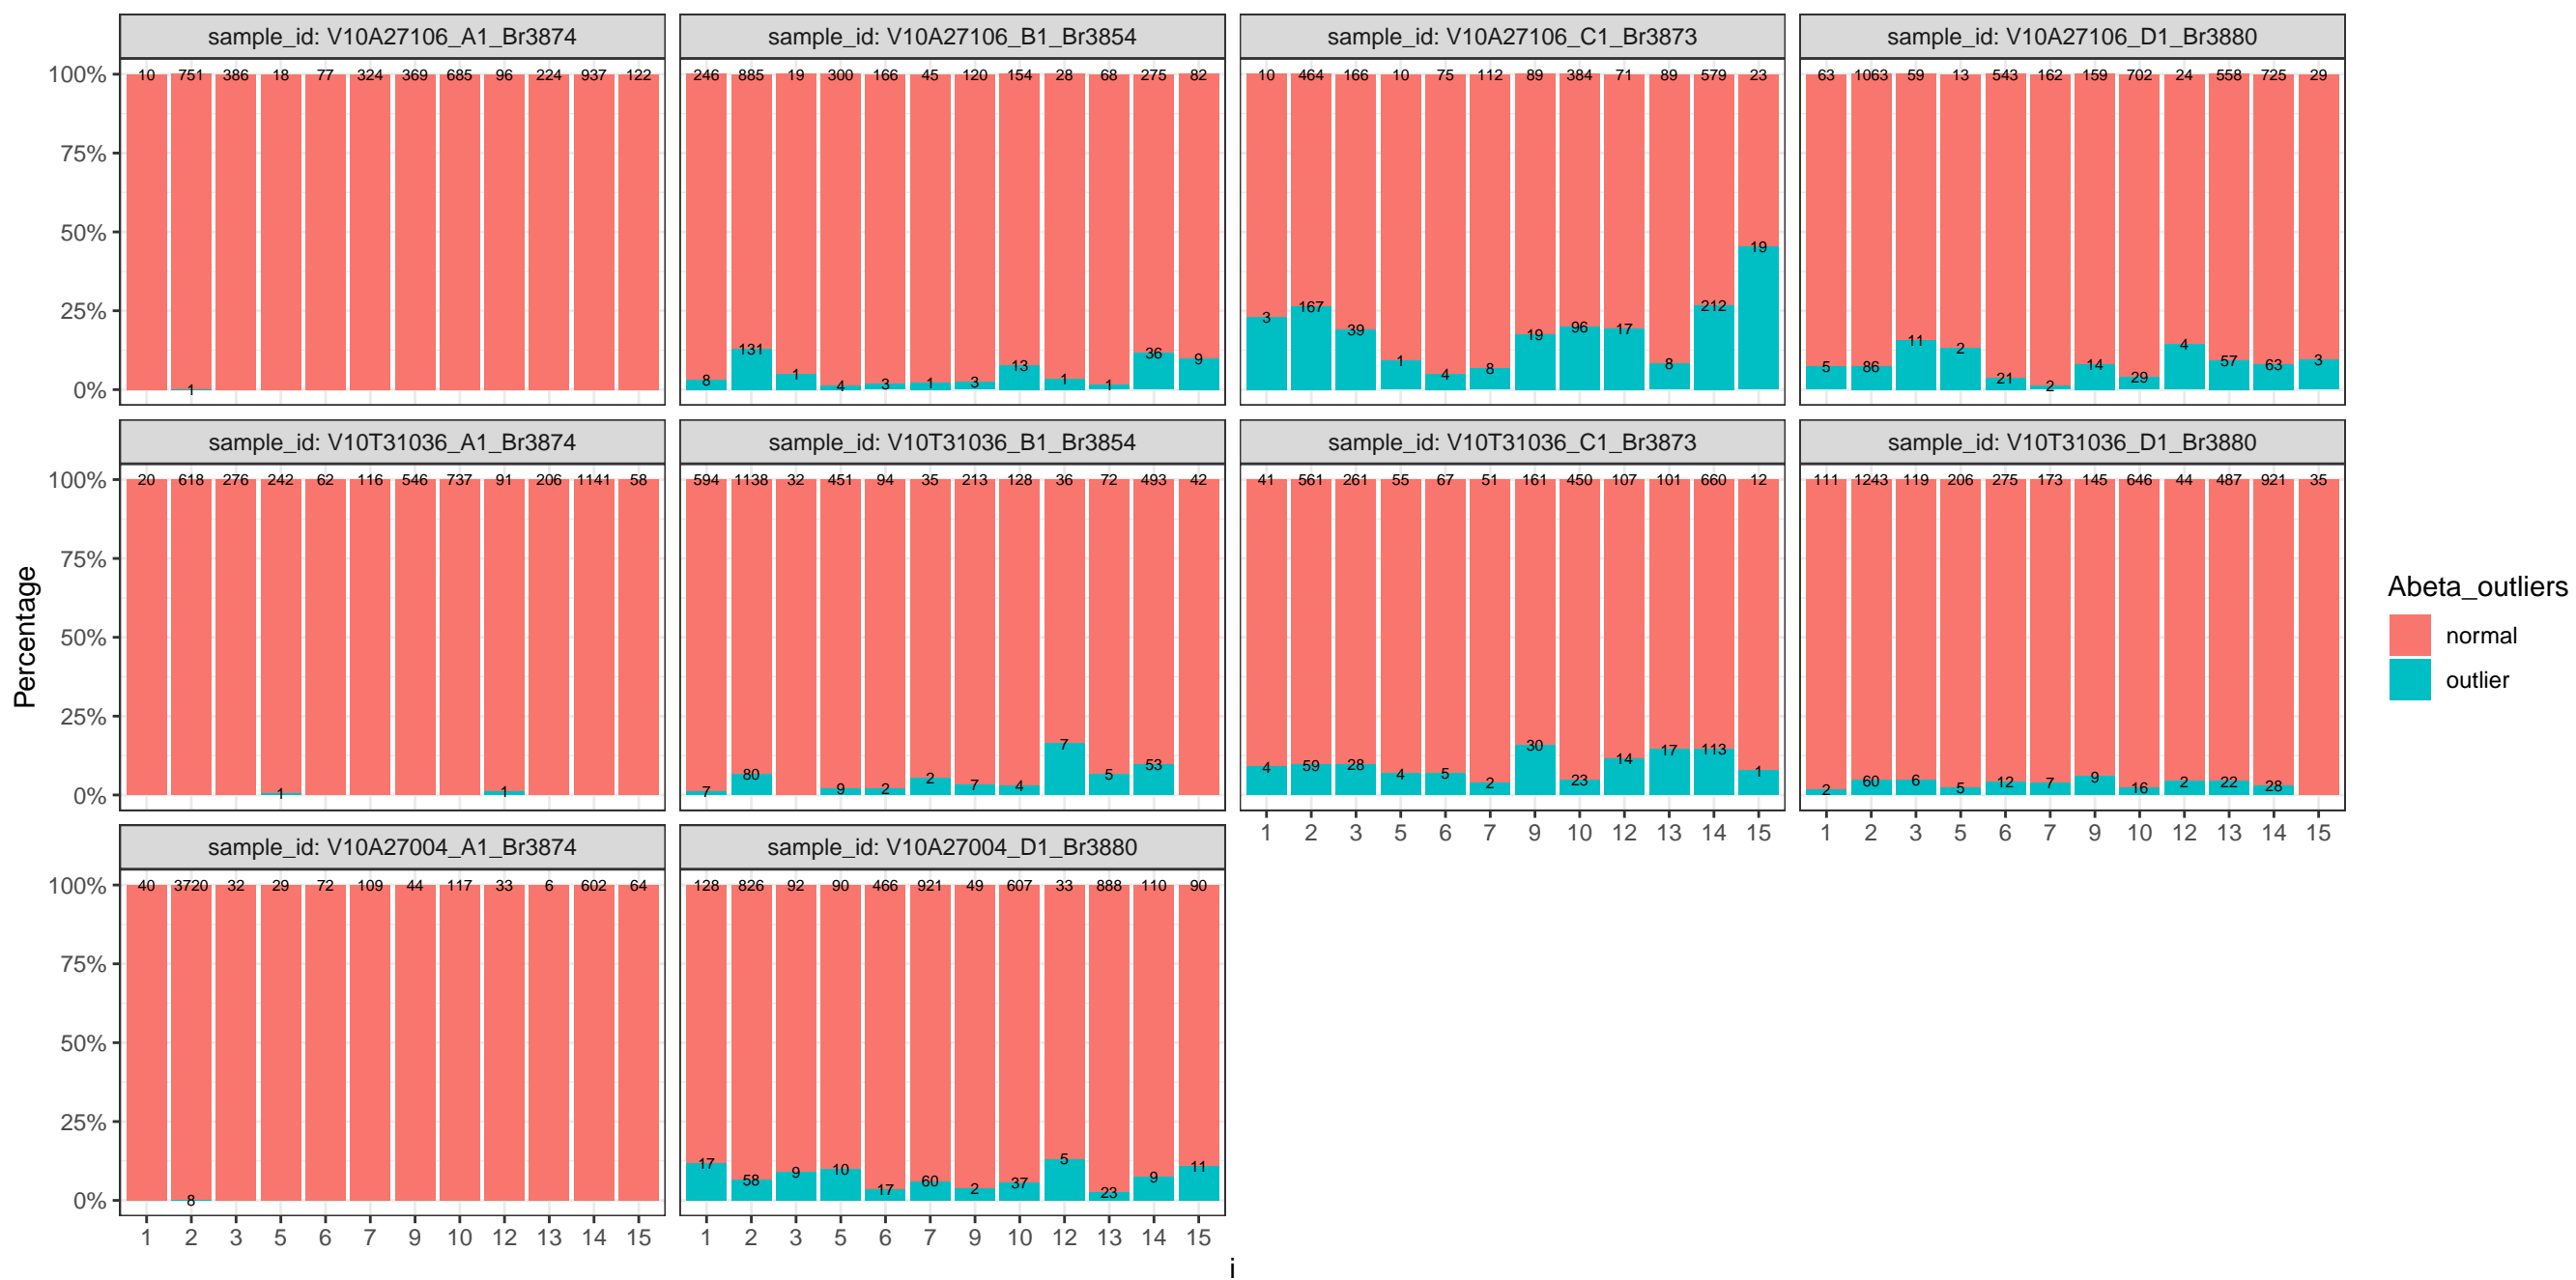 sample_id: V10A27106_A1_Br3874 sample_id: V10A27106_B1_Br3854 sample_id: V10A27106_C1_Br3873 sample_id: V10A27106_D1_Br3880
100% 10 751 386 18 77 324 369 685 96 224 937 122 246 885 19 300 166 45 120 154 28 68 275 82 10 464 166 10 75 112 89 384 71 89 579 23 63 1063 59 13 543 162 159 702 24 558 725 29
75%
50% 19
25% 3 167 39 19 96 17 212
0% 1 8 131 1 4 3 1 3 13 1 1 36 9 1 4 8 8 5 86 11 2 21 2 14 29 4 57 63 3
sample_id: V10T31036_A1_Br3874 sample_id: V10T31036_B1_Br3854 sample_id: V10T31036_C1_Br3873 sample_id: V10T31036_D1_Br3880
100% 20 618 276 242 62 116 546 737 91 206 1141 58 594 1138 32 451 94 35 213 128 36 72 493 42 41 561 261 55 67 51 161 450 107 101 660 12 111 1243 119 206 275 173 145 646 44 487 921 35
75%
50%
25%
0% 1 1 7 80 9 2 2 7 4 7 5 53 4 59 28 4 5 2 30 23 14 17 113 1 2 60 6 5 12 7 9 16 2 22 28
1 2 3 5 6 7 9 10 12 13 14 15 1 2 3 5 6 7 9 10 12 13 14 15
sample_id: V10A27004_A1_Br3874 sample_id: V10A27004_D1_Br3880
100% 40 3720 32 29 72 109 44 117 33 6 602 64 128 826 92 90 466 921 49 607 33 888 110 90
75%
50%
25%
0% 8 17 58 9 10 17 60 2 37 5 23 9 11
1 2 3 5 6 7 9 10 12 13 14 15 1 2 3 5 6 7 9 10 12 13 14 15
i
Percentage
Abeta_outliers
normal
outlier